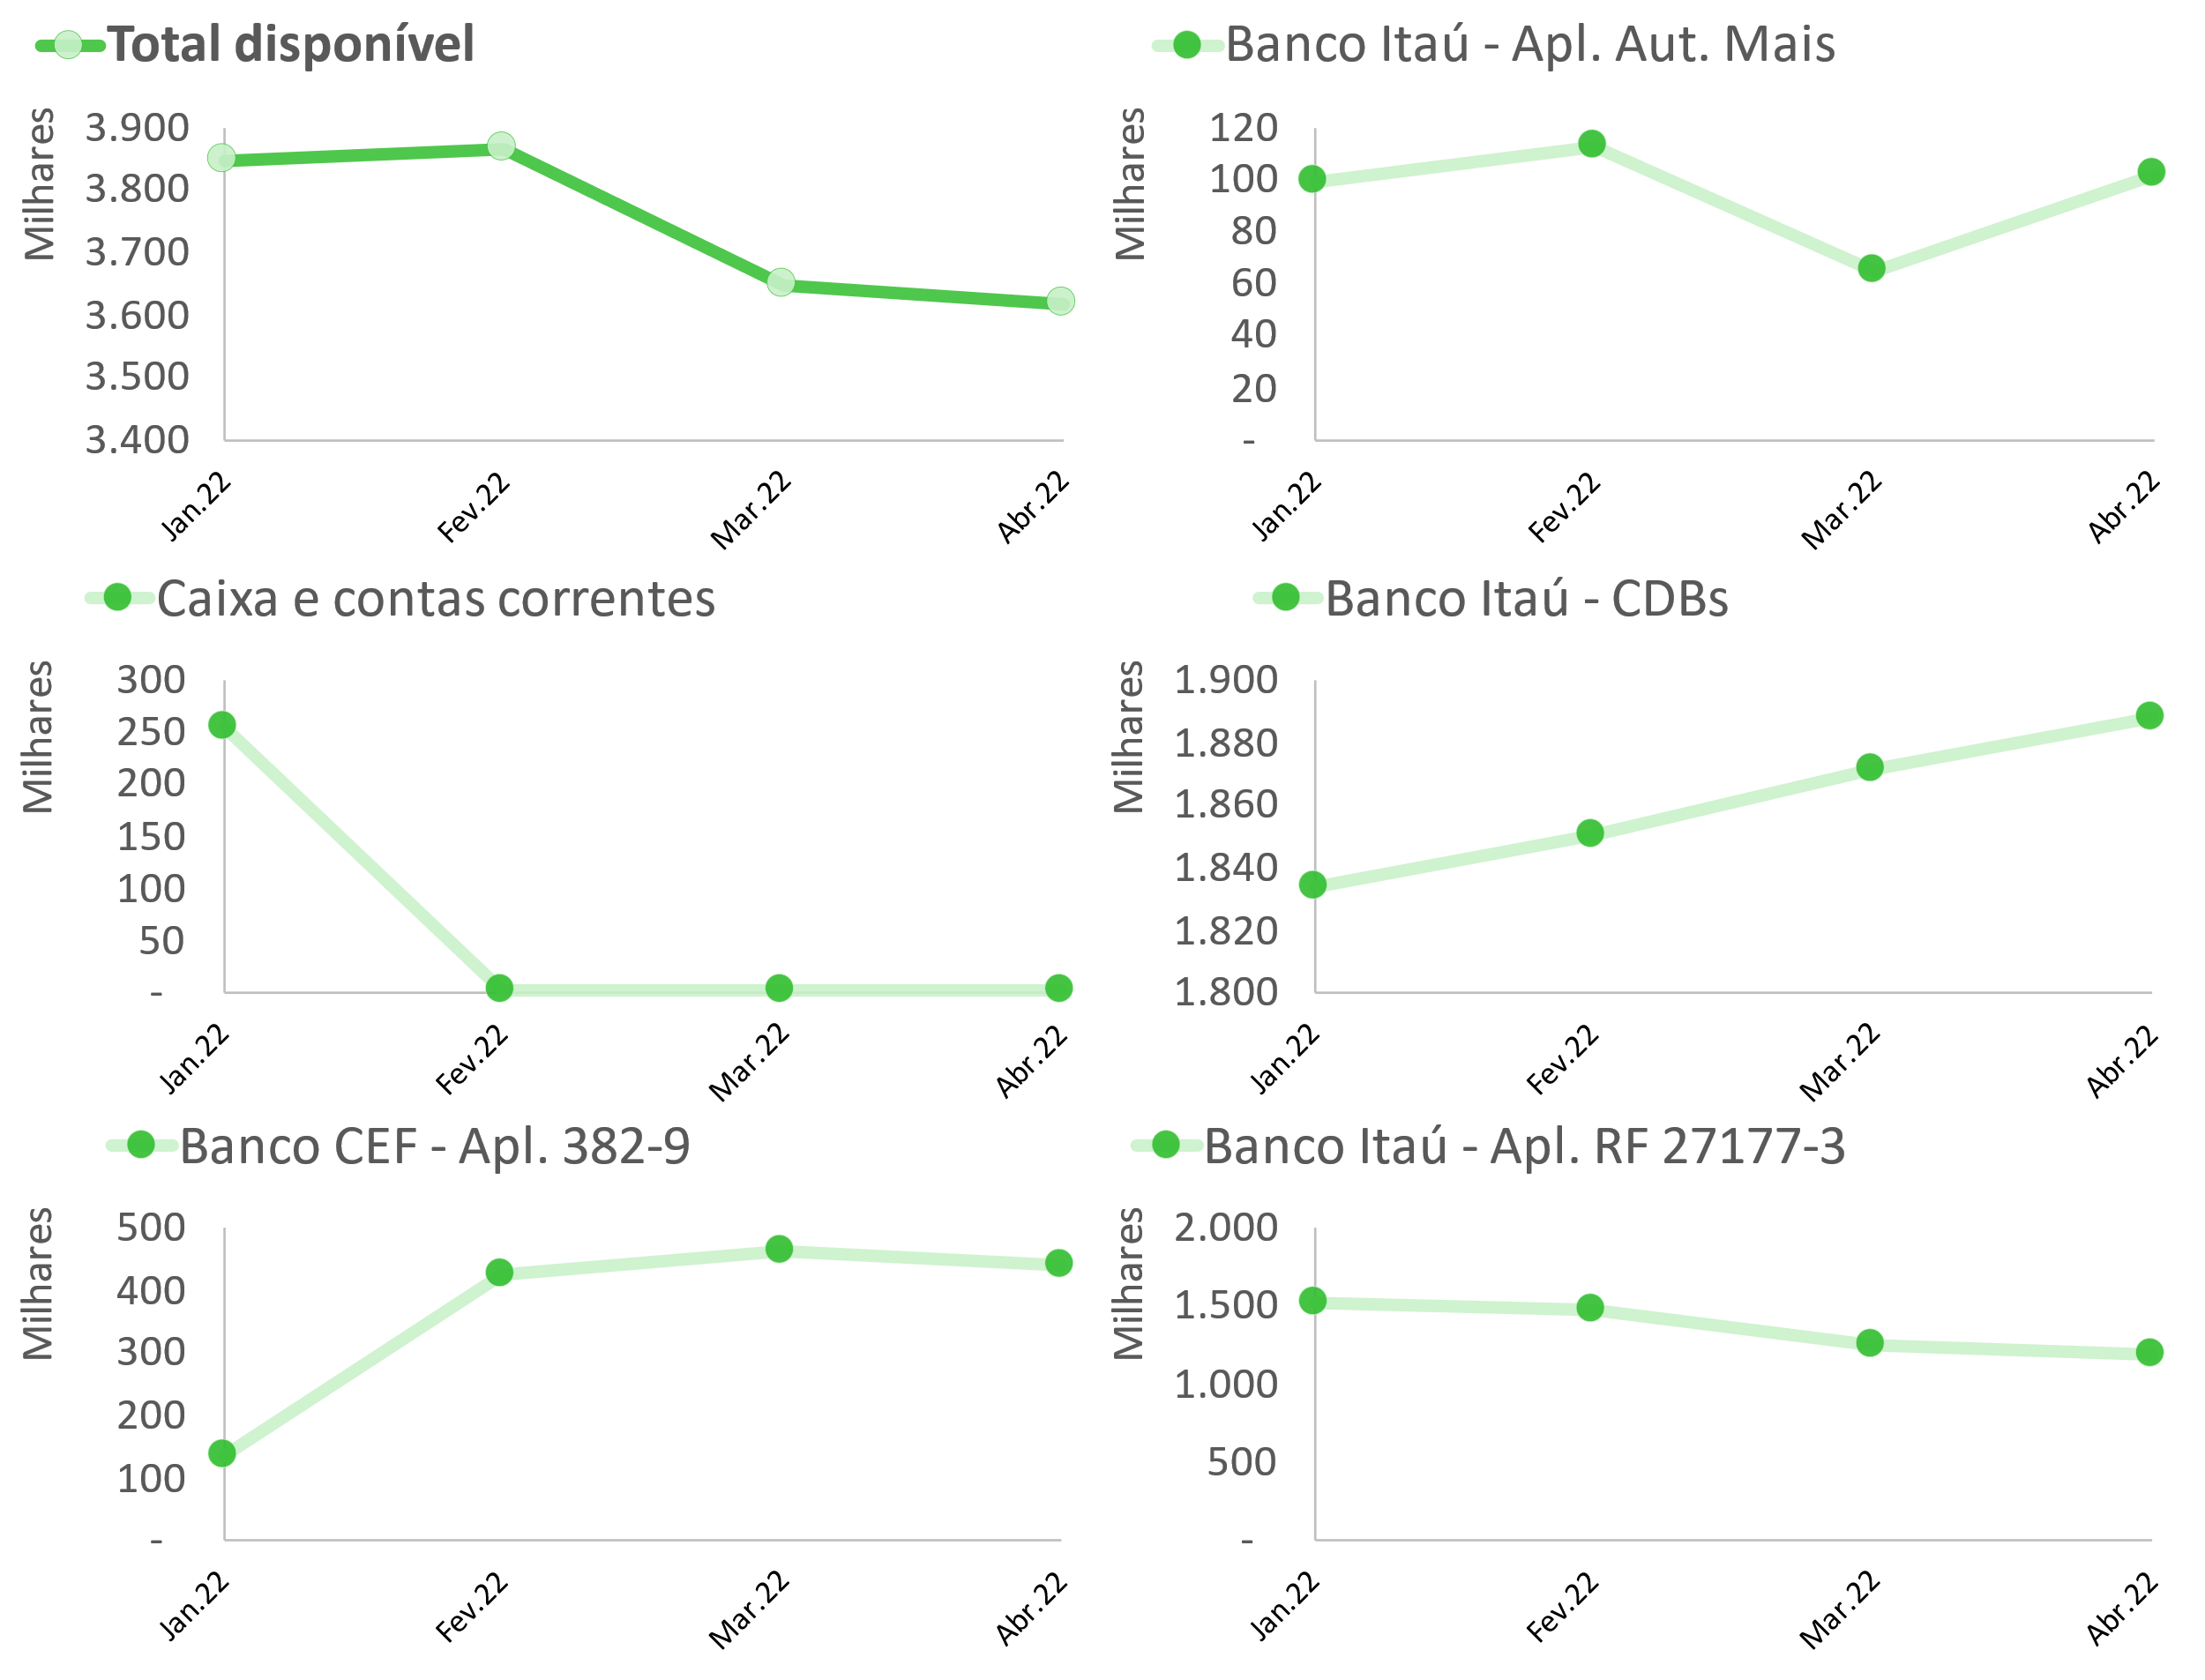 Total disponível
Milhares
3.900
3.800
3.700
3.600
3.500
3.400
Jan.22
Fev.22
Mar.22
Abr.22
Banco Itaú - Apl. Aut. Mais
Milhares
120
100
80
60
40
20
-
Jan.22
Fev.22
Mar.22
Abr.22
Caixa e contas correntes
Milhares
300
250
200
150
100
50
-
Jan.22
Fev.22
Mar.22
Abr.22
Banco Itaú - CDBs
Milhares
1.900
1.880
1.860
1.840
1.820
1.800
Jan.22
Fev.22
Mar.22
Abr.22
Banco CEF - Apl. 382-9
Milhares
500
400
300
200
100
-
Jan.22
Fev.22
Mar.22
Abr.22
Banco Itaú - Apl. RF 27177-3
Milhares
2.000
1.500
1.000
500
-
Jan.22
Fev.22
Mar.22
Abr.22